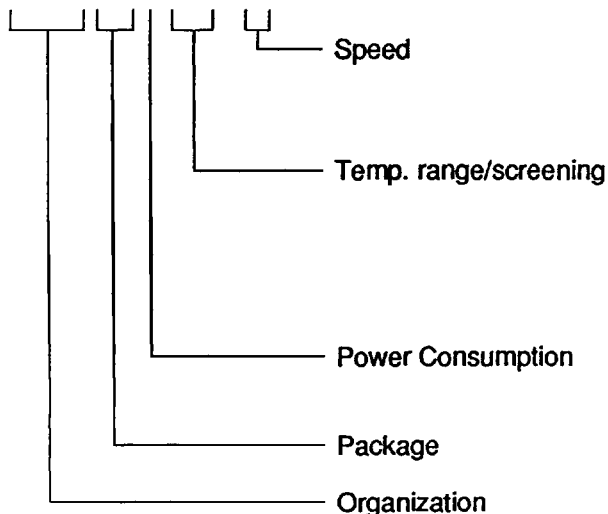 Speed
Temp. range/screening
Power Consumption
Package
Organization